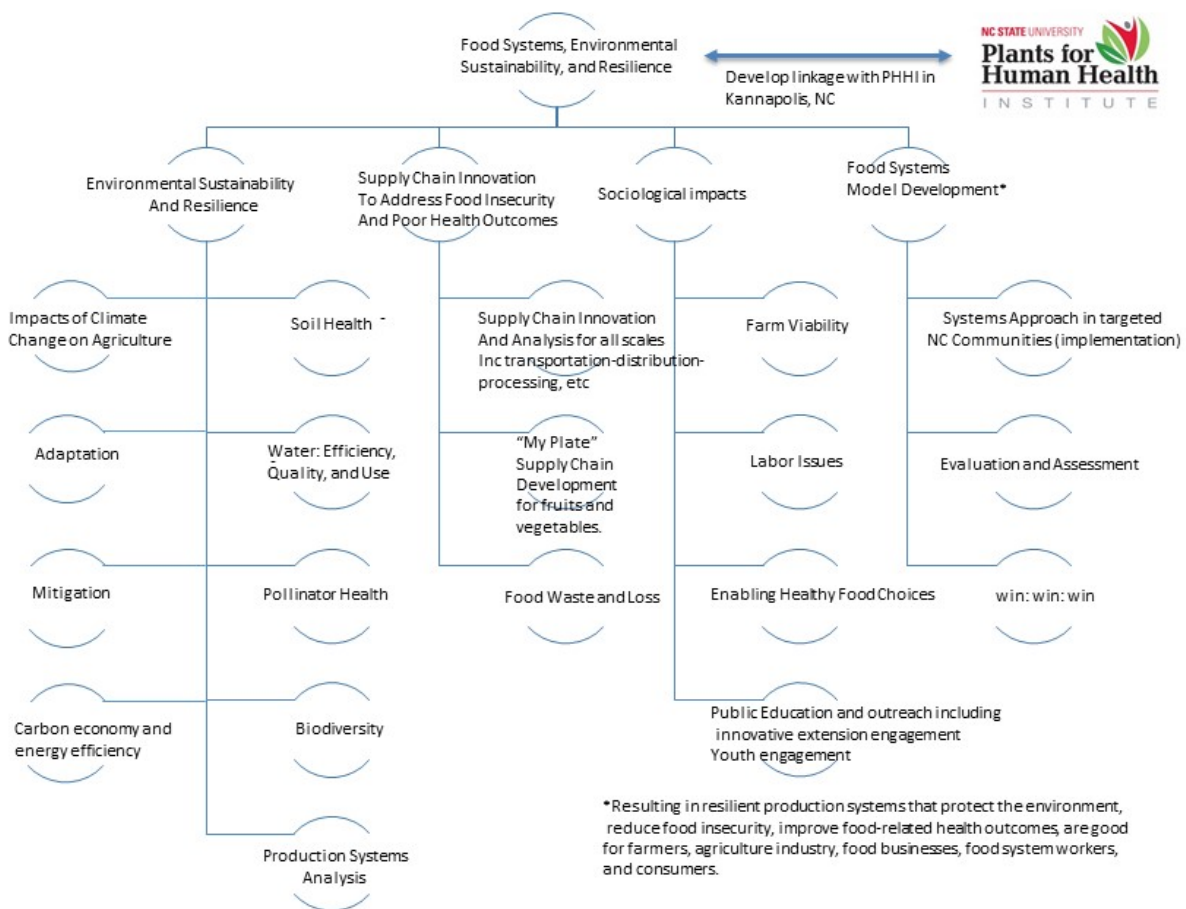 Food Systems, Environmental
Sustainability, and Resilience
Develop linkage with PHHI in
Kannapolis, NC
NC STATE UNIVERSITY
Plants for
Human Health
INSTITUTE
Environmental Sustainability
And Resilience
Supply Chain Innovation
To Address Food Insecurity
And Poor Health Outcomes
Sociological impacts
Food Systems
Model Development*
Impacts of Climate
Change on Agriculture
Soil Health -
Supply Chain Innovation
And Analysis for all scales
Inc transportation-distribution-
processing, etc
Farm Viability
Systems Approach in targeted
NC Communities (implementation)
Adaptation
Water: Efficiency,
Quality, and Use
“My Plate”
Supply Chain
Development
for fruits and
vegetables.
Labor Issues
Evaluation and Assessment
Mitigation
Pollinator Health
Food Waste and Loss
Enabling Healthy Food Choices
win: win: win
Carbon economy and
energy efficiency
Biodiversity
Public Education and outreach including
innovative extension engagement
Youth engagement
Production Systems
Analysis
*Resulting in resilient production systems that protect the environment,
reduce food insecurity, improve food-related health outcomes, are good
for farmers, agriculture industry, food businesses, food system workers,
and consumers.